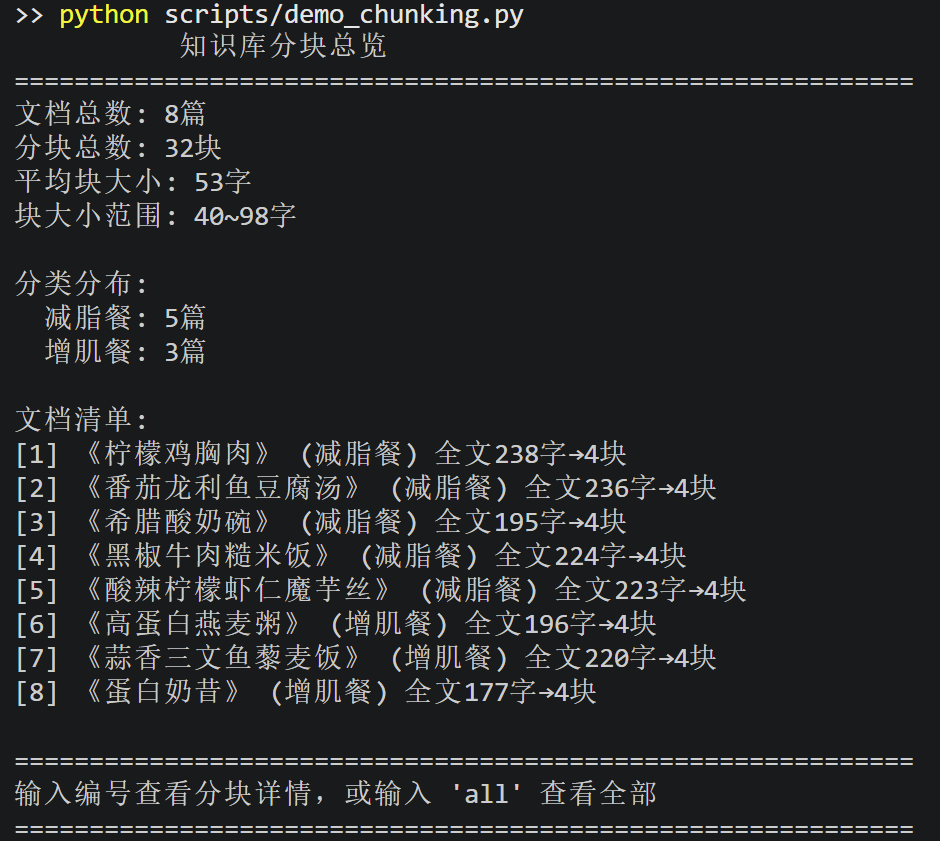 >> python scripts/demo_chunking.py
知识库分块总览
============================================================
文档总数: 8篇
分块总数: 32块
平均块大小: 53字
块大小范围: 40~98字
分类分布:
减脂餐: 5篇
增肌餐: 3篇
文档清单:
[1] 《柠檬鸡胸肉》 (减脂餐) 全文238字→4块
[2] 《番茄龙利鱼豆腐汤》 (减脂餐) 全文236字→4块
[3] 《希腊酸奶碗》 (减脂餐) 全文195字→4块
[4] 《黑椒牛肉糙米饭》 (减脂餐) 全文224字→4块
[5] 《酸辣柠檬虾仁魔芋丝》 (减脂餐) 全文223字→4块
[6] 《高蛋白燕麦粥》 (增肌餐) 全文196字→4块
[7] 《蒜香三文鱼藜麦饭》 (增肌餐) 全文220字→4块
[8] 《蛋白奶昔》 (增肌餐) 全文177字→4块
============================================================
输入编号查看分块详情，或输入 'all' 查看全部
============================================================